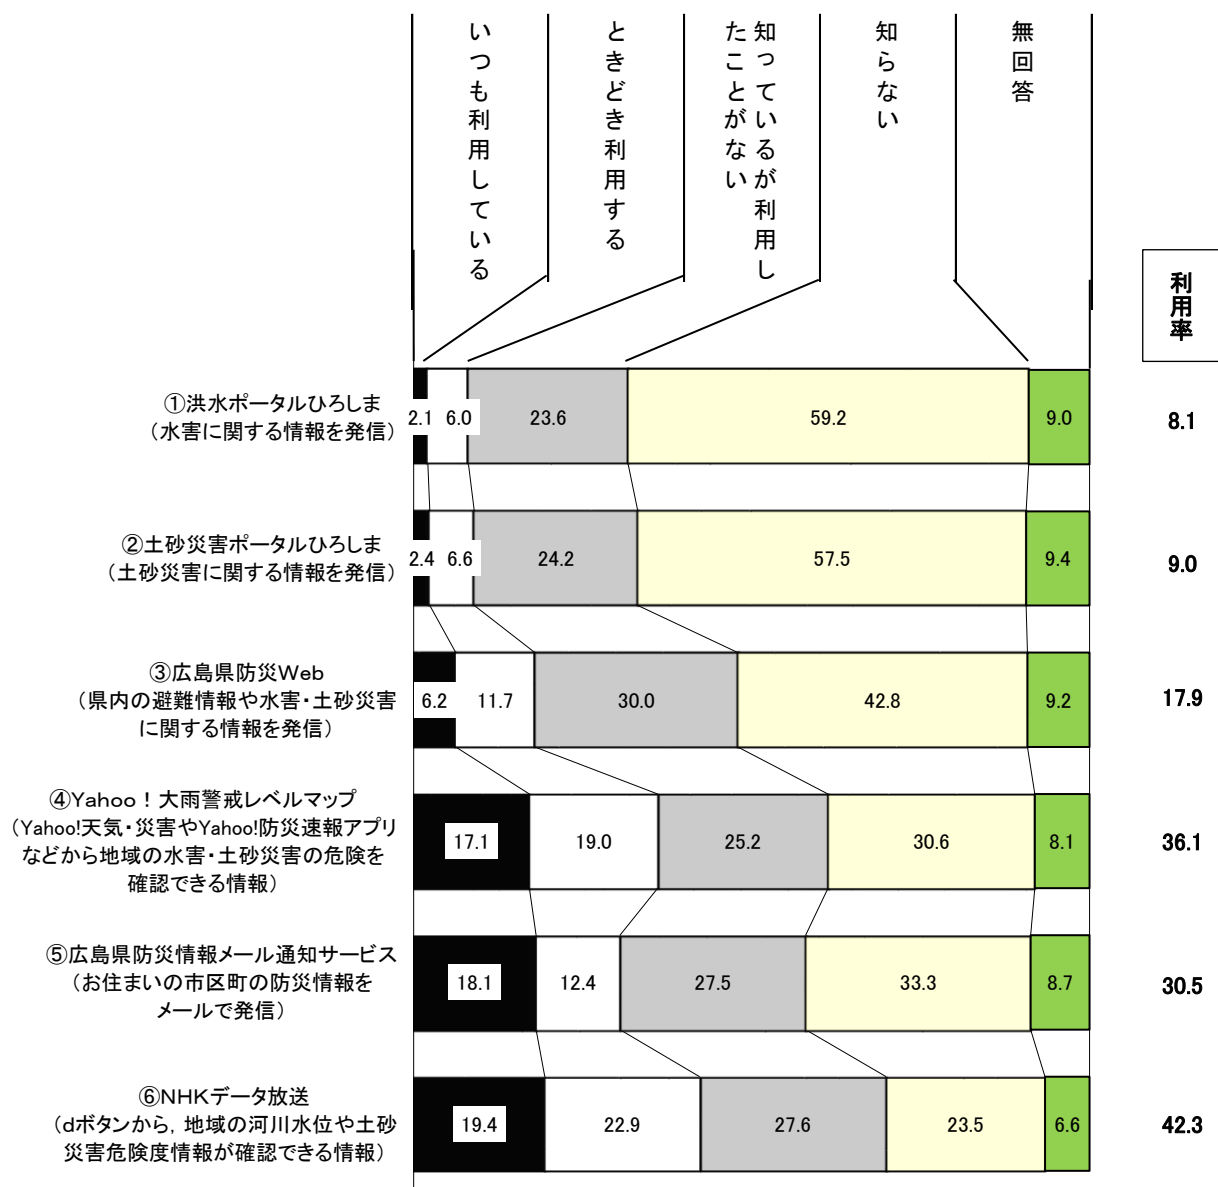 いつも利用している
ときどき利用する
知っているが利用し
たことがない
知らない
無回答
利用率
①洪水ポータルひろしま
（水害に関する情報を発信）
2.1 6.0 23.6 59.2 9.0 8.1
②土砂災害ポータルひろしま
（土砂災害に関する情報を発信）
2.4 6.6 24.2 57.5 9.4 9.0
③広島県防災Web
（県内の避難情報や水害・土砂災害
に関する情報を発信）
6.2 11.7 30.0 42.8 9.2 17.9
④Yahoo！大雨警戒レベルマップ
（Yahoo!天気・災害やYahoo!防災速報アプリ
などから地域の水害・土砂災害の危険を
確認できる情報）
17.1 19.0 25.2 30.6 8.1 36.1
⑤広島県防災情報メール通知サービス
（お住まいの市区町の防災情報を
メールで発信）
18.1 12.4 27.5 33.3 8.7 30.5
⑥NHKデータ放送
（dボタンから，地域の河川水位や土砂
災害危険度情報が確認できる情報）
19.4 22.9 27.6 23.5 6.6 42.3